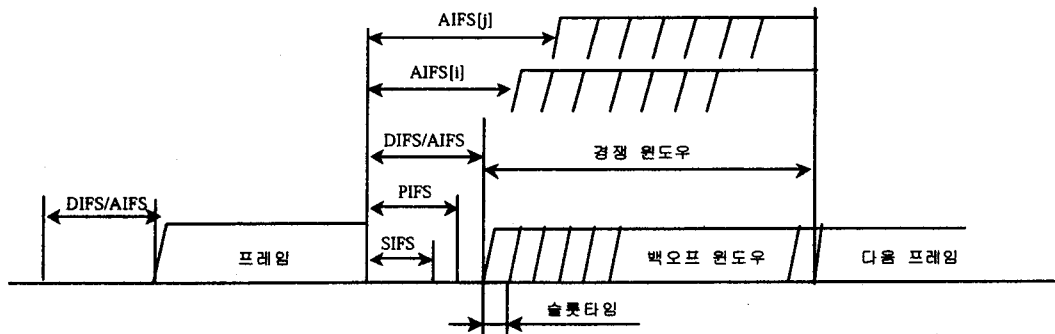 AIFS[j]
AIFS[i]
DIFS/AIFS
경쟁 윈도우
DIFS/AIFS
PIFS
SIFS
프레임
백오프 윈도우
다음 프레임
슬롯타임